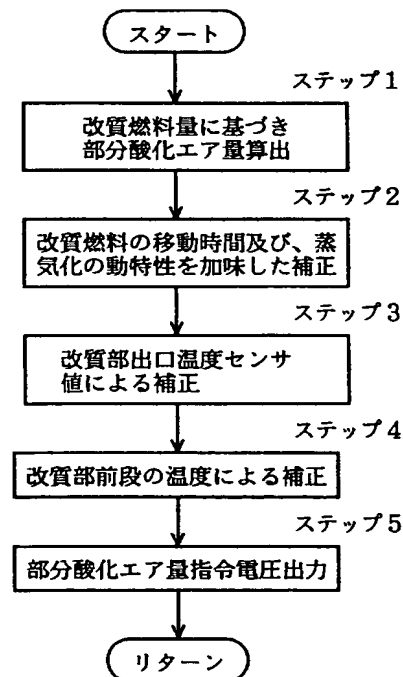 スタート
ステップ1
改質燃料量に基づき
部分酸化エア量算出
ステップ2
改質燃料の移動時間及び、蒸
気化の動特性を加味した補正
ステップ3
改質部出口温度センサ
値による補正
ステップ4
改質部前段の温度による補正
ステップ5
部分酸化エア量指令電圧出力
リターン